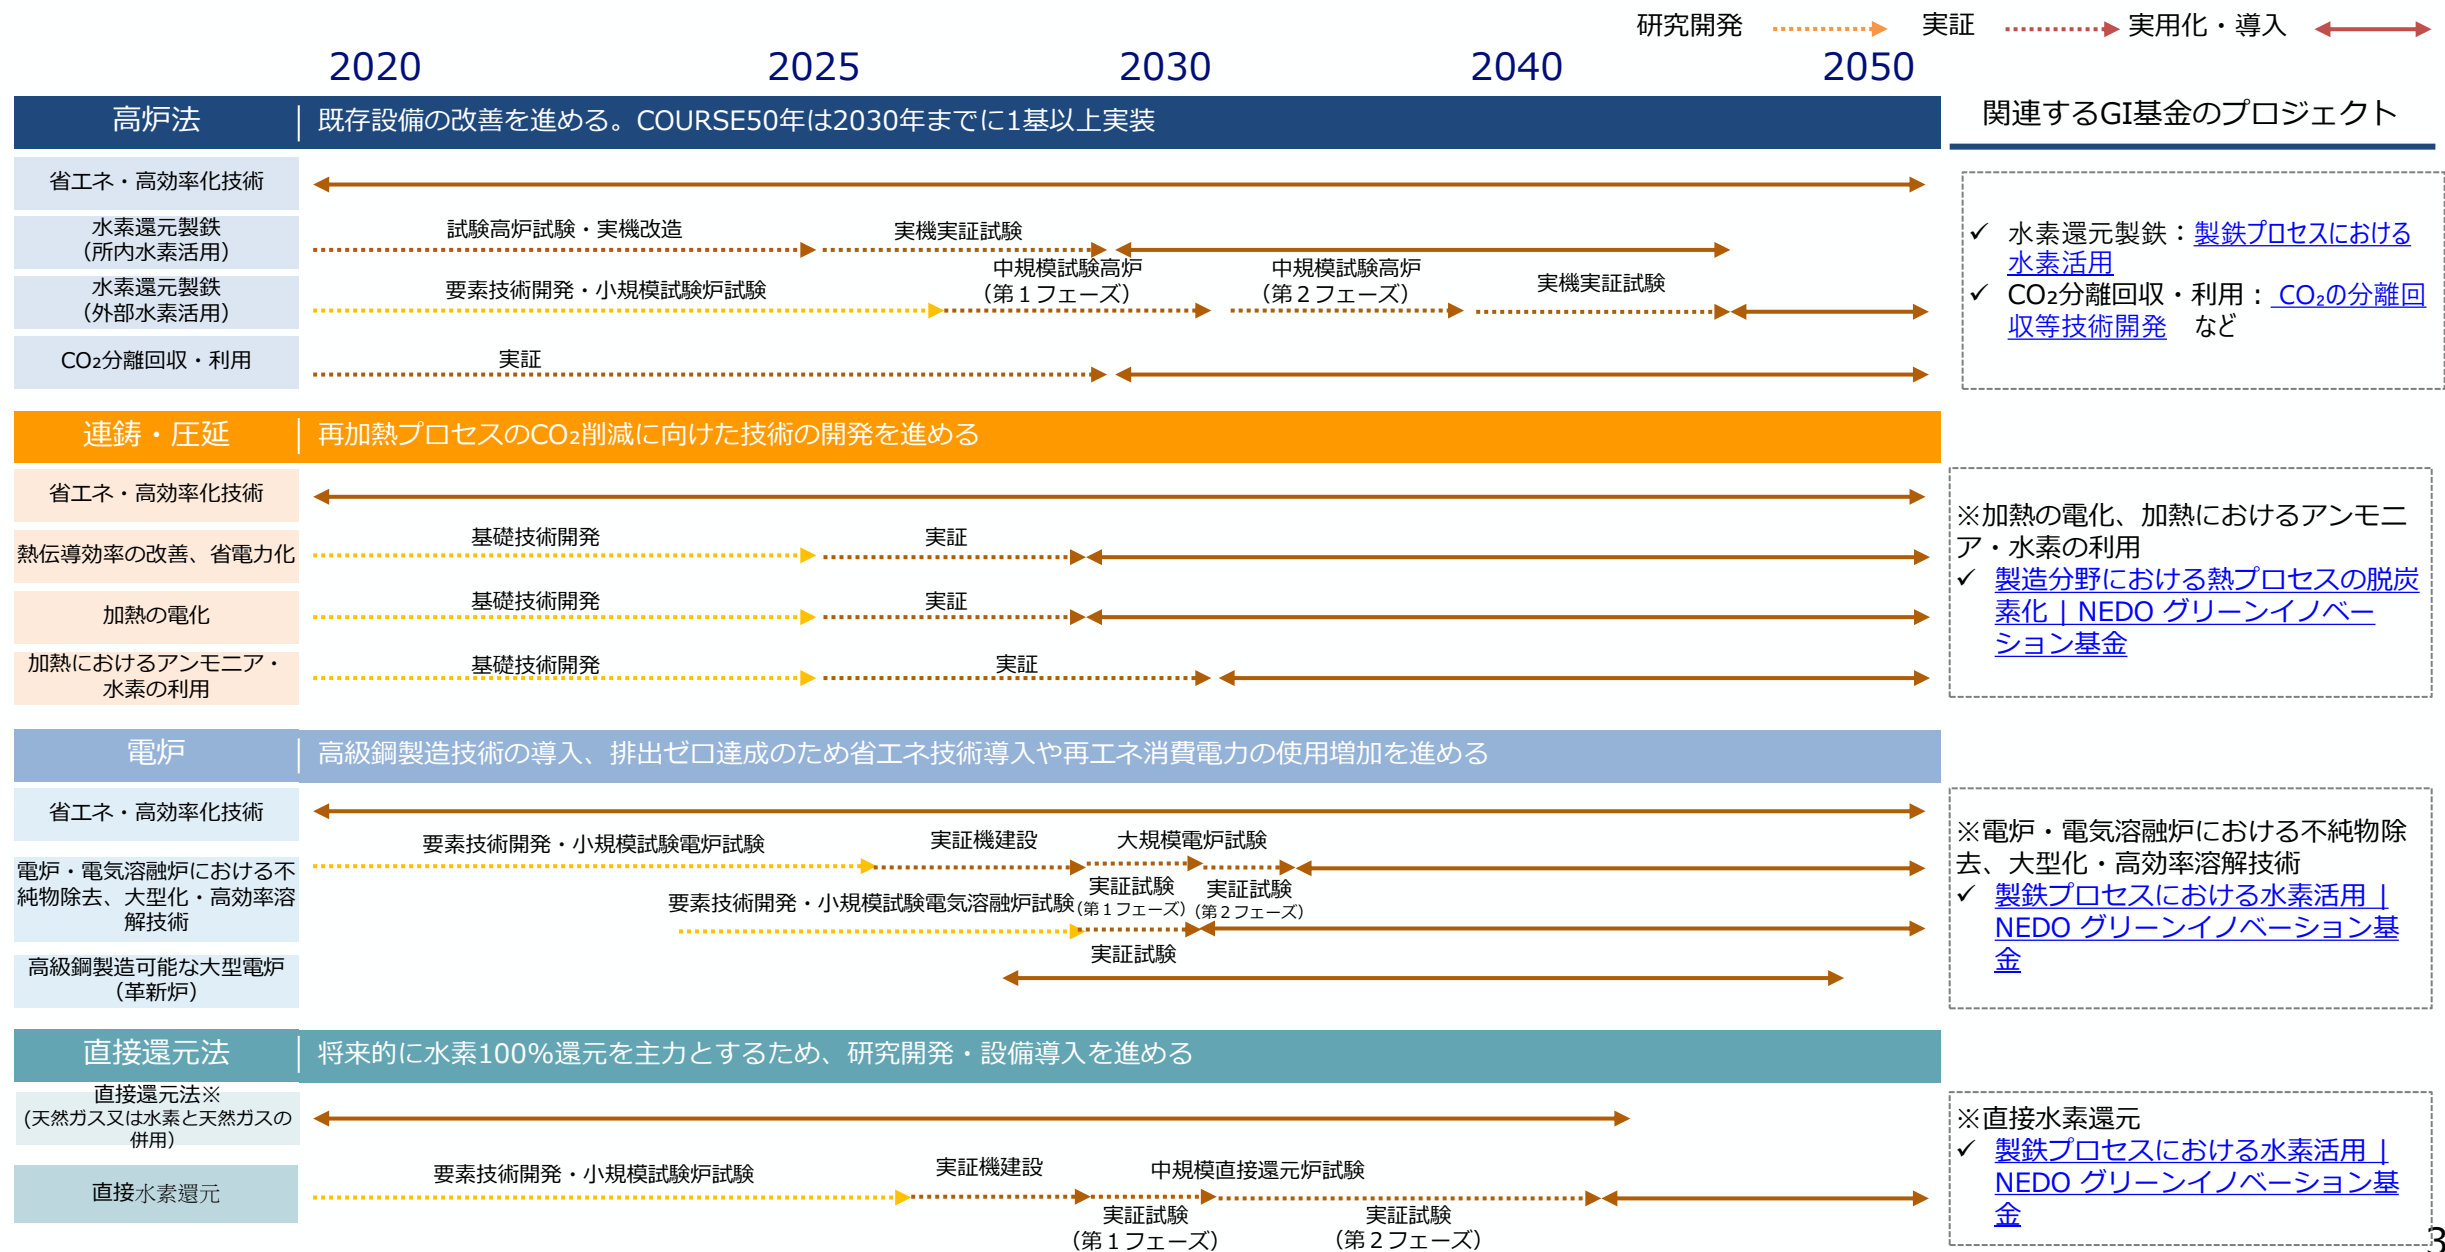 研究開発 実証 実用化・導入
2020 2025 2030 2040 2050
高炉法 既存設備の改善を進める。COURSE50年は2030年までに1基以上実装
関連するGI基金のプロジェクト
省エネ・高効率化技術
水素還元製鉄
（所内水素活用）
試験高炉試験・実機改造 実機実証試験
水素還元製鉄
（外部水素活用）
要素技術開発・小規模試験炉試験
中規模試験高炉
（第１フェーズ）
中規模試験高炉
（第２フェーズ）
実機実証試験
CO₂分離回収・利用
実証
✓ 水素還元製鉄：製鉄プロセスにおける
水素活用
✓ CO₂分離回収・利用： CO₂の分離回
収等技術開発 など
連鋳・圧延 再加熱プロセスのCO₂削減に向けた技術の開発を進める
省エネ・高効率化技術
熱伝導効率の改善、省電力化
基礎技術開発 実証
加熱の電化
基礎技術開発 実証
加熱におけるアンモニア・
水素の利用
基礎技術開発 実証
※加熱の電化、加熱におけるアンモニ
ア・水素の利用
✓ 製造分野における熱プロセスの脱炭
素化 | NEDO グリーンイノベー
ション基金
電炉 高級鋼製造技術の導入、排出ゼロ達成のため省エネ技術導入や再エネ消費電力の使用増加を進める
省エネ・高効率化技術
電炉・電気溶融炉における不
純物除去、大型化・高効率溶
解技術
要素技術開発・小規模試験電炉試験 実証機建設 大規模電炉試験
実証試験
（第１フェーズ）
実証試験
（第２フェーズ）
要素技術開発・小規模試験電気溶融炉試験
実証試験
高級鋼製造可能な大型電炉
（革新炉）
※電炉・電気溶融炉における不純物除
去、大型化・高効率溶解技術
✓ 製鉄プロセスにおける水素活用 |
NEDO グリーンイノベーション基
金
直接還元法 将来的に水素100%還元を主力とするため、研究開発・設備導入を進める
直接還元法※
(天然ガス又は水素と天然ガスの
併用）
直接水素還元
要素技術開発・小規模試験炉試験 実証機建設 中規模直接還元炉試験
実証試験
（第１フェーズ）
実証試験
（第２フェーズ）
※直接水素還元
✓ 製鉄プロセスにおける水素活用 |
NEDO グリーンイノベーション基
金
3